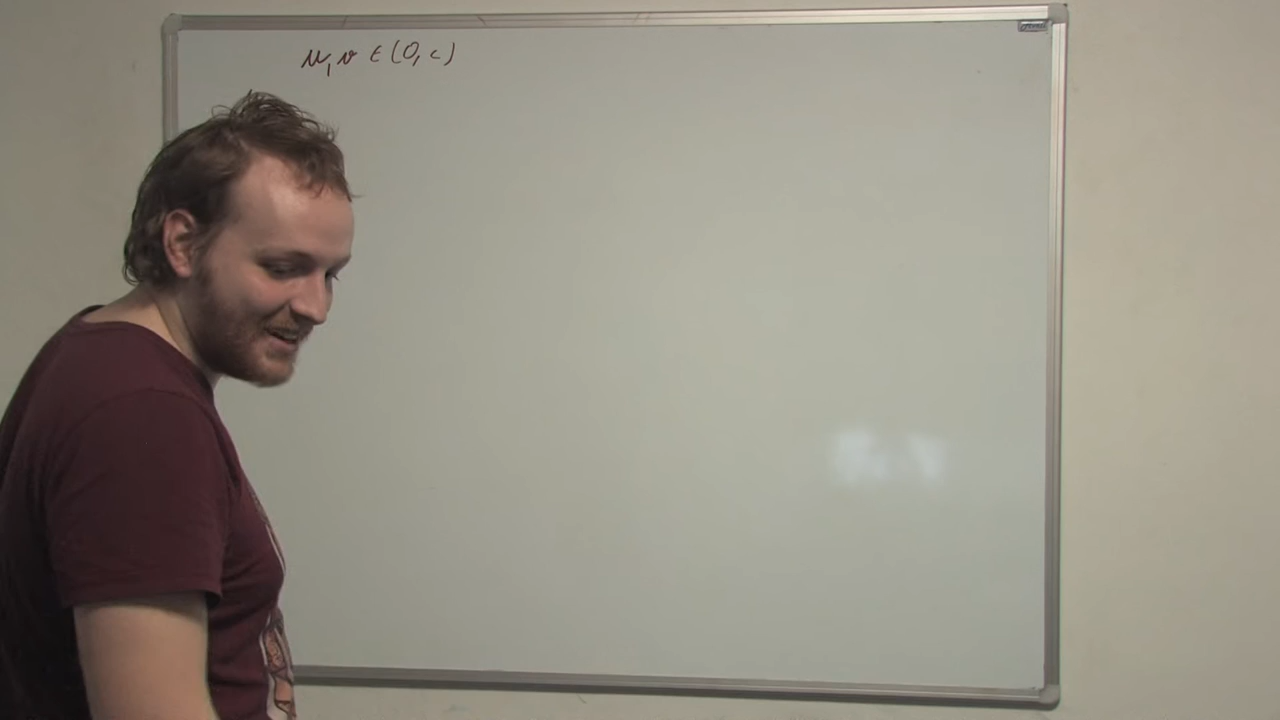 u, v ∈ (0, c)